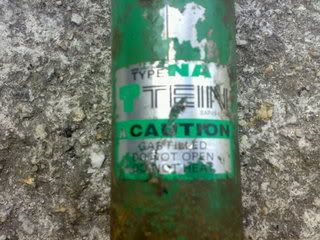 TYPE NA
TEIN
CAUTION
GAS FILLED
DO NOT OPEN
DO NOT HEAT